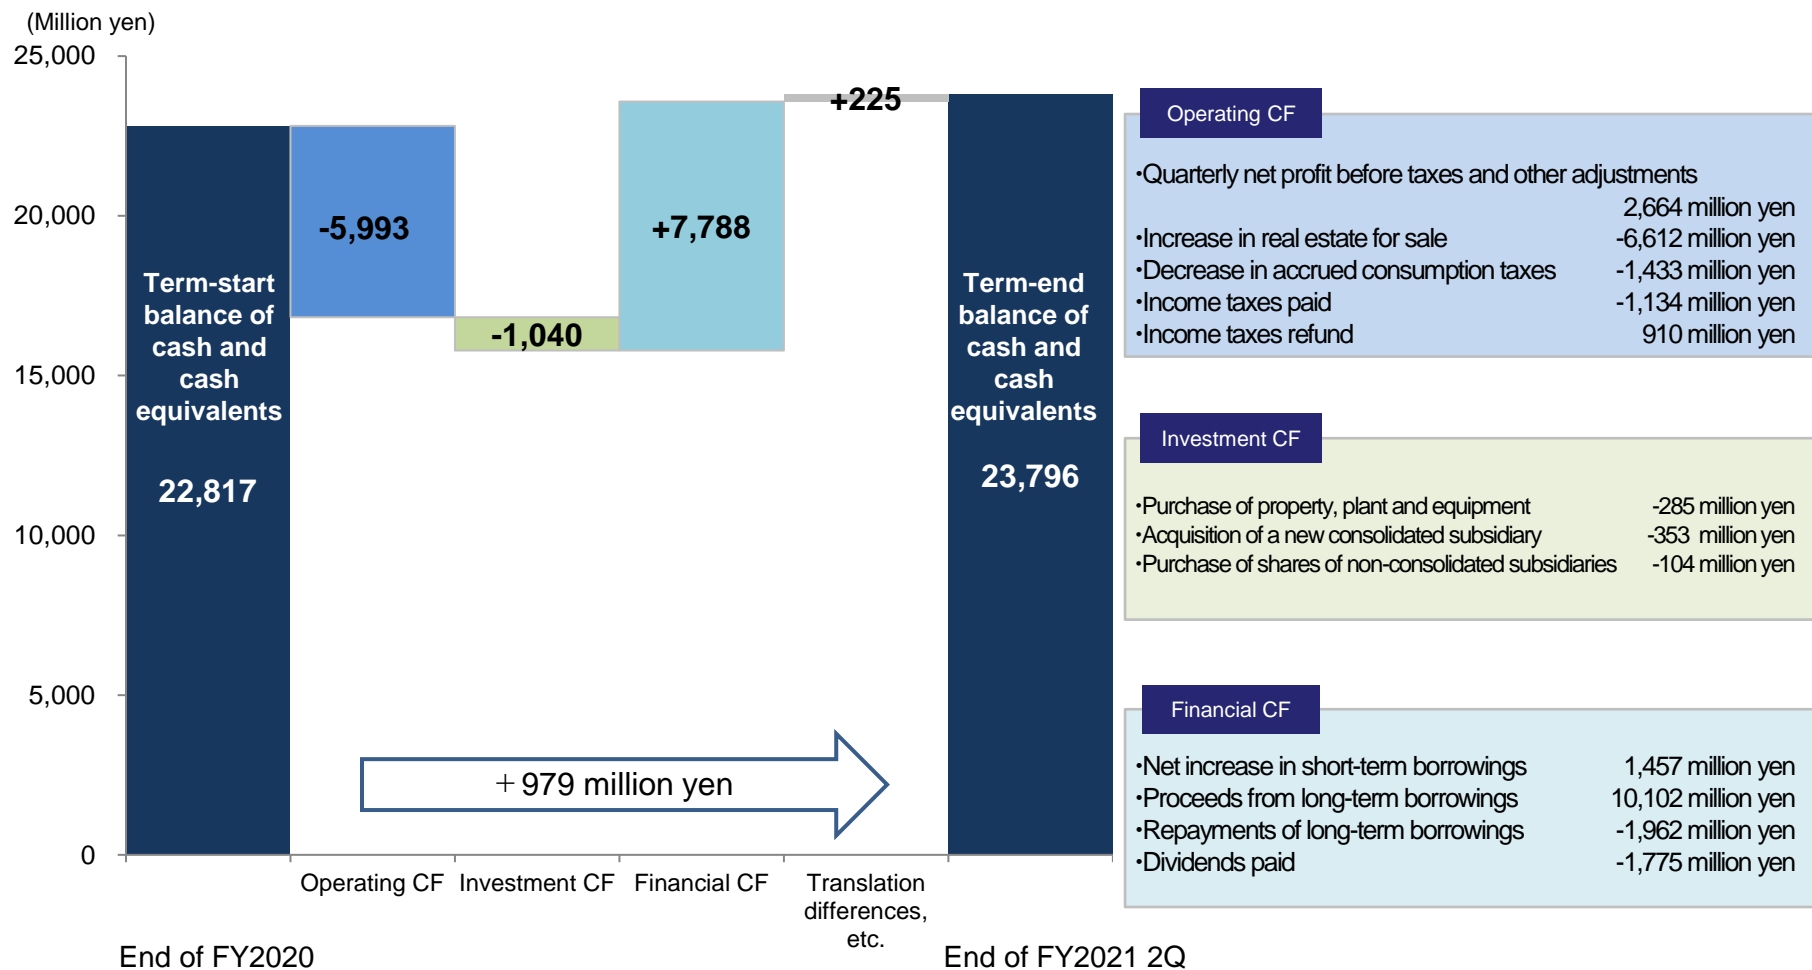 (Million yen)
25,000
20,000
15,000
10,000
5,000
0
Term-start
balance of
cash and
cash
equivalents
22,817
-5,993
-1,040
+7,788
+225
Term-end
balance of
cash and
cash
equivalents
23,796
+979 million yen
Operating CF
Investment CF
Financial CF
Translation
differences,
etc.
End of FY2020
End of FY2021 2Q
Operating CF
・Quarterly net profit before taxes and other adjustments
2,664 million yen
・Increase in real estate for sale -6,612 million yen
・Decrease in accrued consumption taxes -1,433 million yen
・Income taxes paid -1,134 million yen
・Income taxes refund 910 million yen
Investment CF
・Purchase of property, plant and equipment -285 million yen
・Acquisition of a new consolidated subsidiary -353 million yen
・Purchase of shares of non-consolidated subsidiaries -104 million yen
Financial CF
・Net increase in short-term borrowings 1,457 million yen
・Proceeds from long-term borrowings 10,102 million yen
・Repayments of long-term borrowings -1,962 million yen
・Dividends paid -1,775 million yen